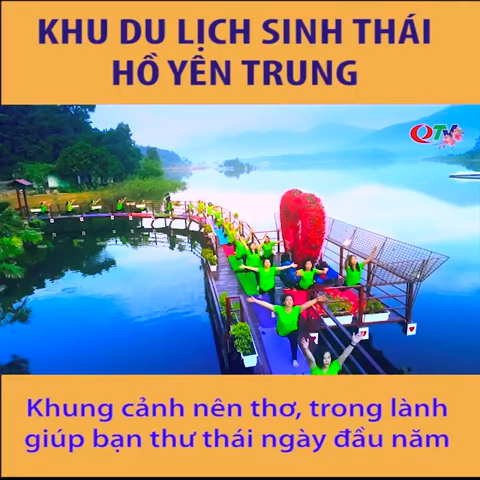 KHU DU LỊCH SINH THÁI
HỒ YÊN TRUNG
QTV
Khung cảnh nên thơ, trong lành
giúp bạn thư thái ngày đầu năm